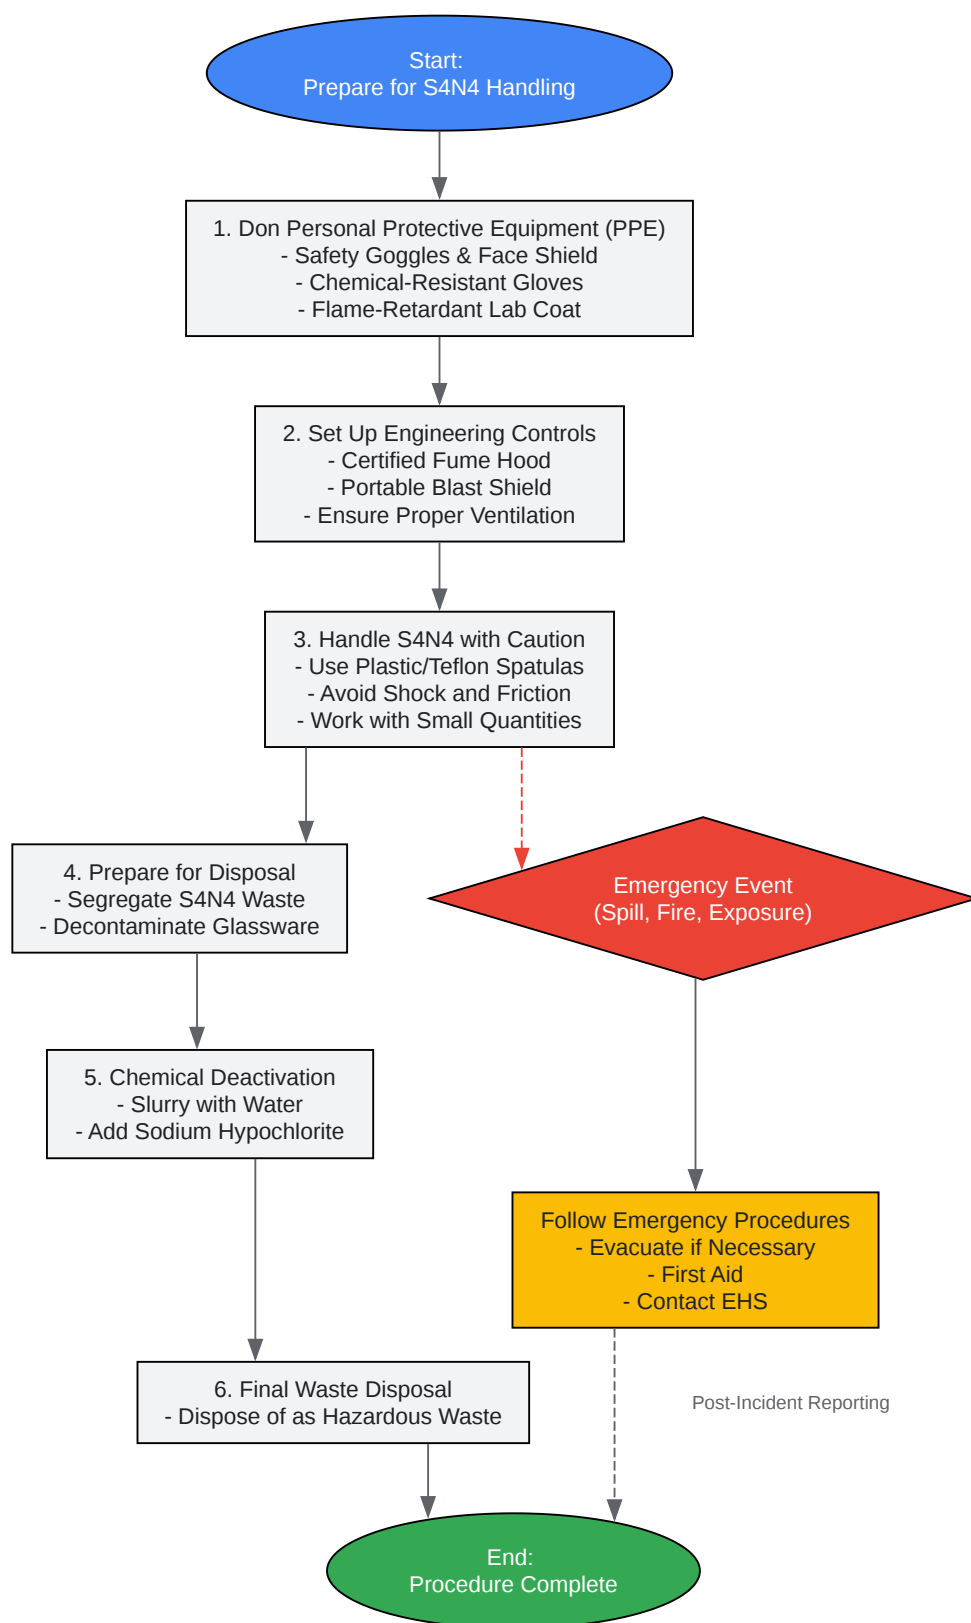 Start:
Prepare for S4N4 Handling
1. Don Personal Protective Equipment (PPE)
- Safety Goggles & Face Shield
- Chemical-Resistant Gloves
- Flame-Retardant Lab Coat
2. Set Up Engineering Controls
- Certified Fume Hood
- Portable Blast Shield
- Ensure Proper Ventilation
3. Handle S4N4 with Caution
- Use Plastic/Teflon Spatulas
- Avoid Shock and Friction
- Work with Small Quantities
4. Prepare for Disposal
- Segregate S4N4 Waste
- Decontaminate Glassware
Emergency Event
(Spill, Fire, Exposure)
5. Chemical Deactivation
- Slurry with Water
- Add Sodium Hypochlorite
Follow Emergency Procedures
- Evacuate if Necessary
- First Aid
- Contact EHS
6. Final Waste Disposal
- Dispose of as Hazardous Waste
Post-Incident Reporting
End:
Procedure Complete